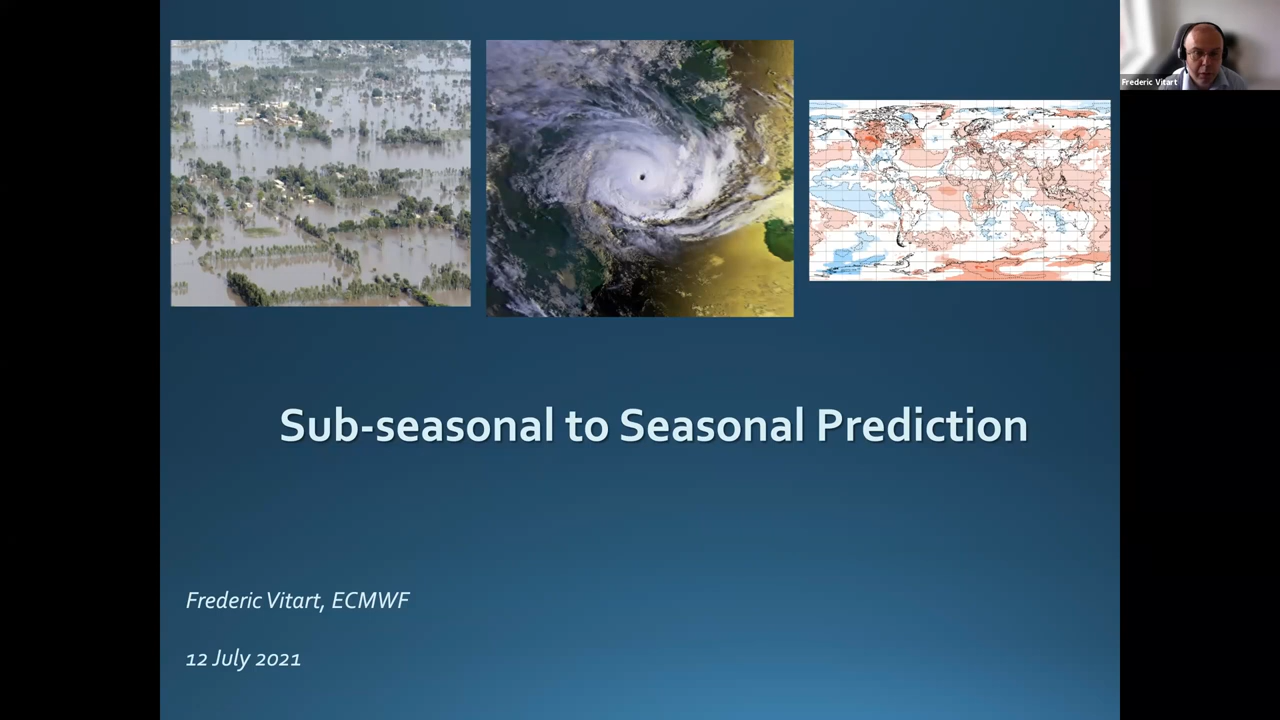 Frederic Vitart
Sub-seasonal to Seasonal Prediction
Frederic Vitart, ECMWF
12 July 2021